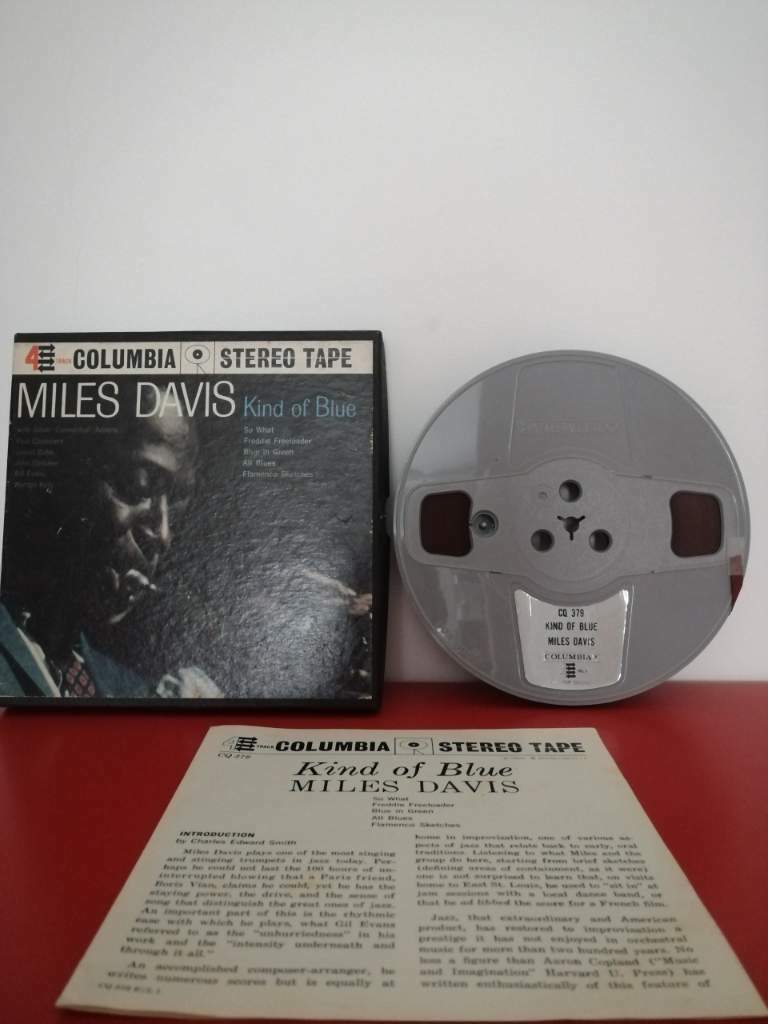 4 TRACK COLUMBIA STEREO TAPE
MILES DAVIS Kind of Blue
So What
Freddie Freeloader
Blue in Green
All Blues
Flamenco Sketches
Paul Chambers
Bill Evans
CQ 379
KIND OF BLUE
MILES DAVIS
COLUMBIA
4 TRACK COLUMBIA STEREO TAPE
CQ 379
Kind of Blue
MILES DAVIS
So What
Freddie Freeloader
Blue in Green
All Blues
Flamenco Sketches
INTRODUCTION
by Charles Edward Smith
Miles Davis plays one of the most singing
and stinging trumpets in jazz today. Per-
haps he could not last the 100 hours of un-
interrupted blowing that a Paris friend,
Boris Vian, claims he could, yet he has the
staying power, the drive, and the sense of
song that distinguish the great ones of jazz.
An important part of this is the rhythmic
ease with which he plays, what Gil Evans
referred to as the "unhurriedness" in his
work and the "intensity underneath and
through it all."
An accomplished composer-arranger, he
writes numerous scores but is equally at
home in improvisation, one of various as-
pects of jazz that relate back to early, oral
traditions. Listening to what Miles and the
group do here, starting from brief sketches
(defining areas of containment, as it were)
one is not surprised to learn that, on visits
home to East St. Louis, he used to "sit in" at
jam sessions with a local dance band, or
that he ad libbed the score for a French film.
Jazz, that extraordinary and American
product, has restored to improvisation a
prestige it has not enjoyed in orchestral
music for more than two hundred years. No
less a figure than Aaron Copland ("Music
and Imagination" Harvard U. Press) has
written enthusiastically of this feature of